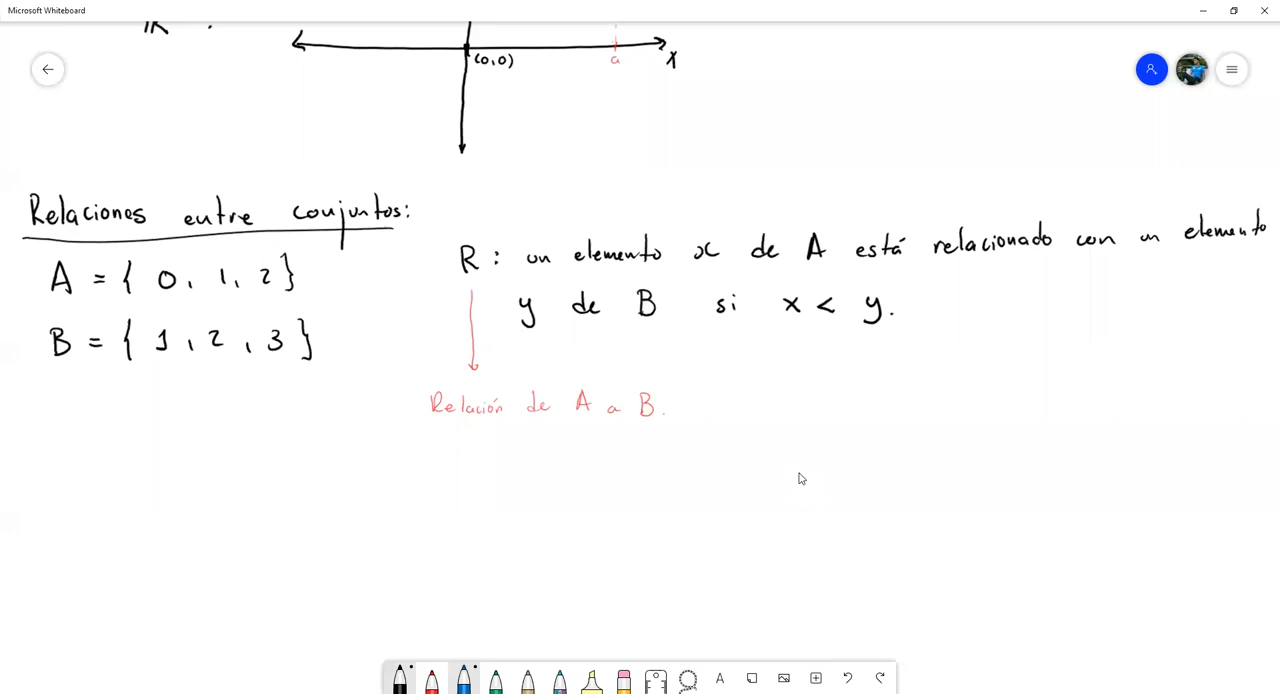 Microsoft Whiteboard
IR :
(0,0)
a
x
Relaciones entre conjuntos:
A = { 0, 1, 2 }
B = { 1, 2, 3 }
R : un elemento x de A está relacionado con un elemento
y de B si x < y.
Relación de A a B.
A